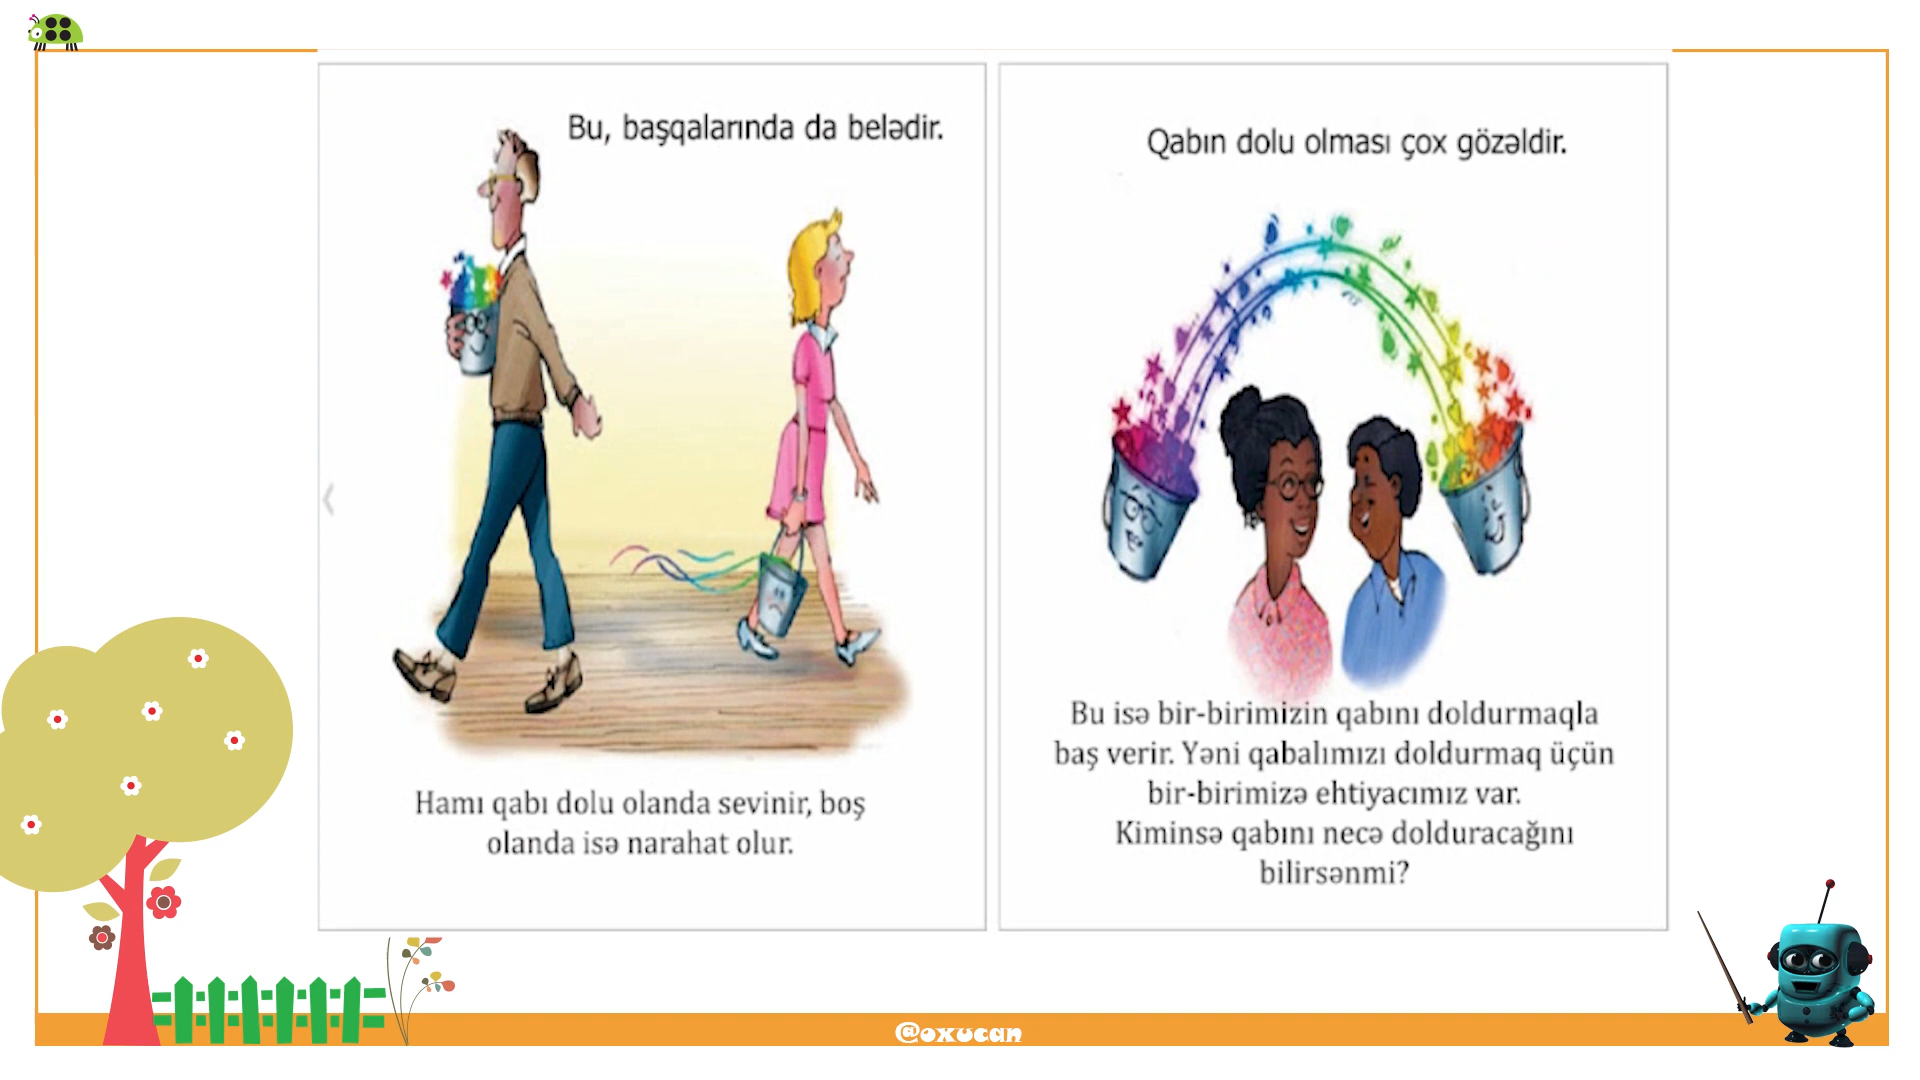 Bu, başqalarında da belədir.
Hamı qabı dolu olanda sevinir, boş
olanda isə narahat olur.
Qabın dolu olması çox gözəldir.
Bu isə bir-birimizin qabını doldurmaqla
baş verir. Yəni qabalımızı doldurmaq üçün
bir-birimizə ehtiyacımız var.
Kiminsə qabını necə dolduracağını
bilirsənmi?
@oxucan